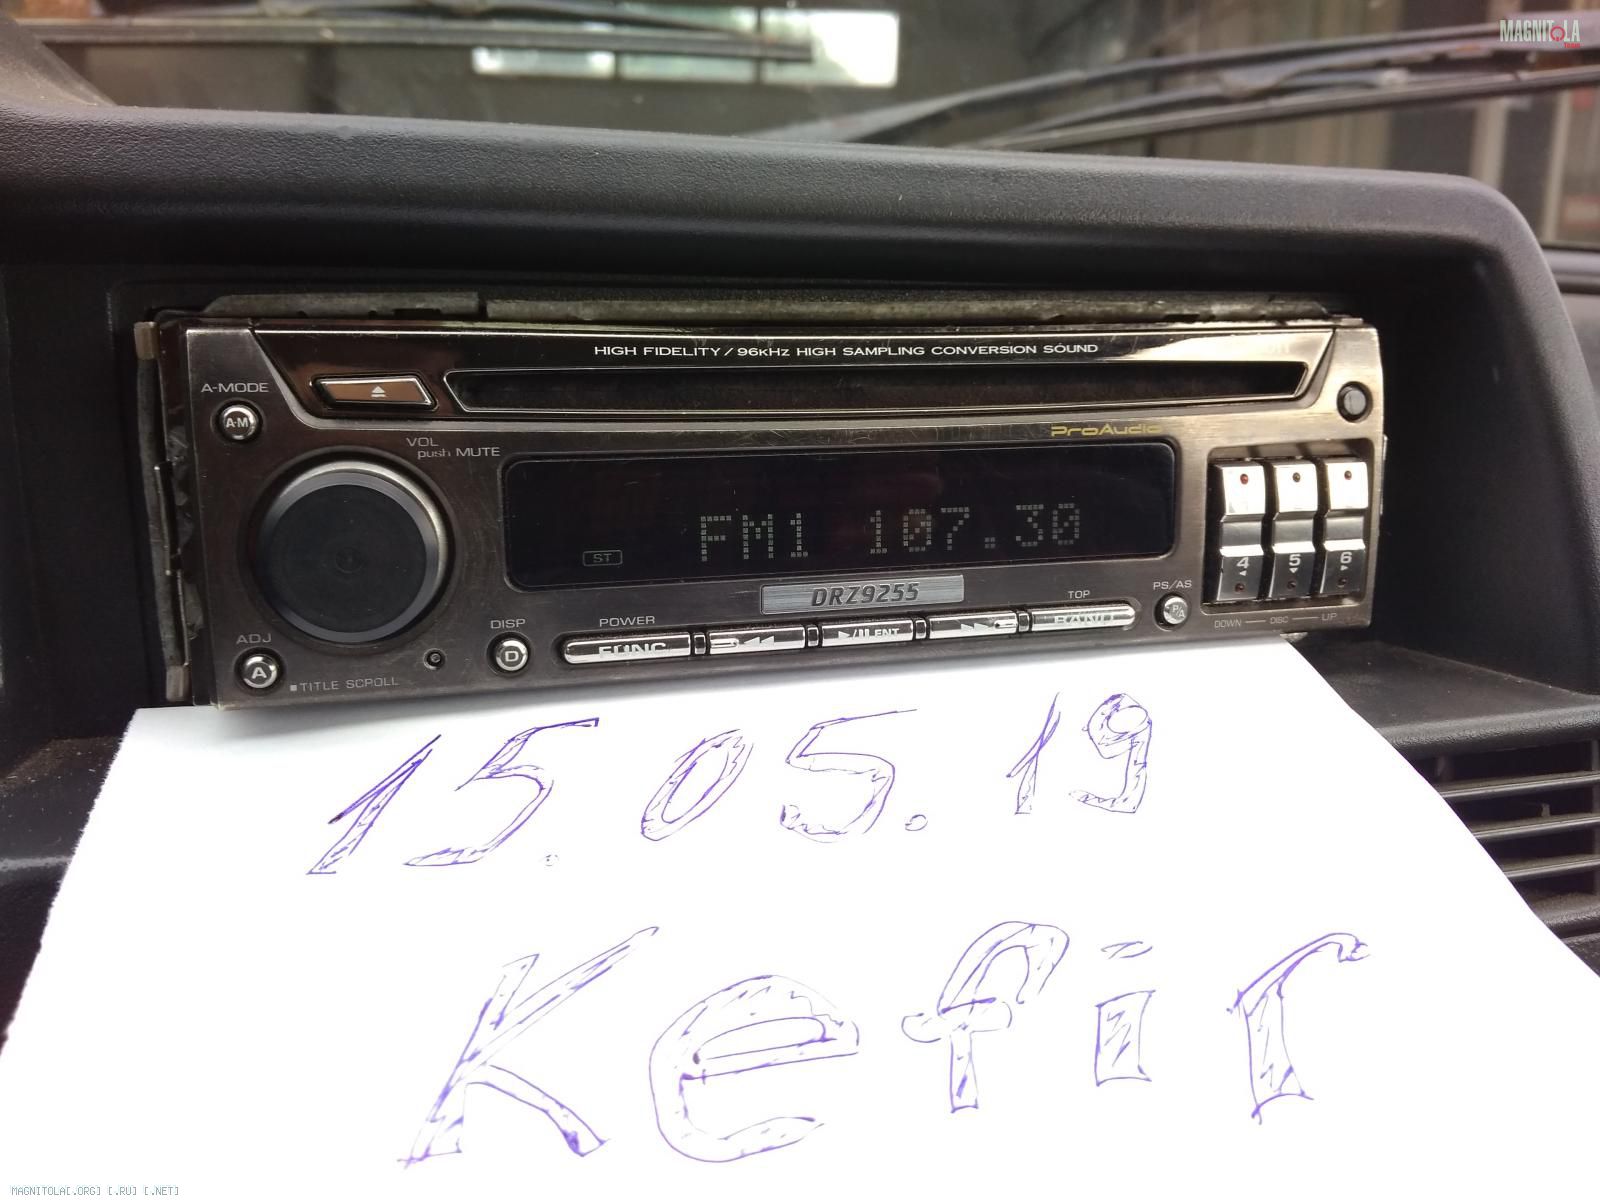 MAGNITOLA
Team
HIGH FIDELITY / 96kHz HIGH SAMPLING CONVERSION SOUND
A-MODE
A-M
VOL
push MUTE
ProAudio
ST FM1 107.30
4 5 6
DRZ9255
DOWN DISC UP
PS/AS
P/A
TOP
POWER
DISP
D
FUNC ENT BAND
ADJ
A
TITLE SCROLL
15.05.19
Kefir
MAGNITOLA[.ORG] [.RU] [.NET]